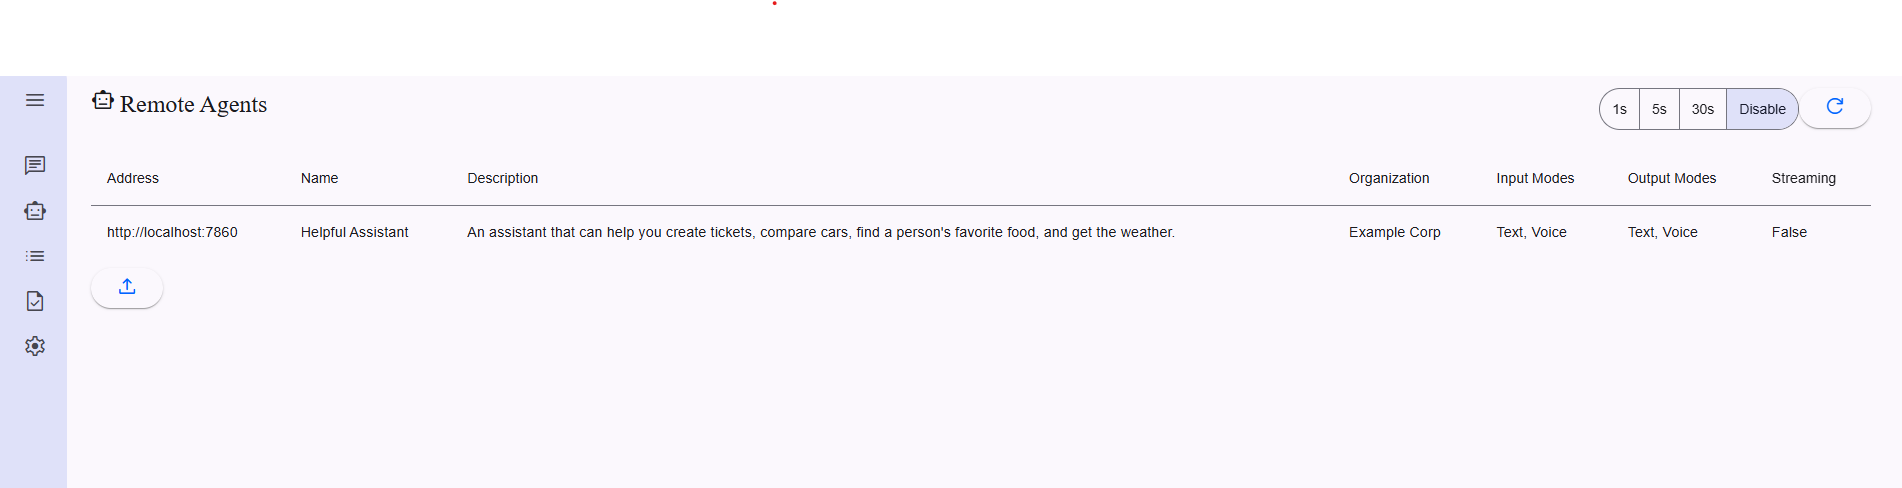 Remote Agents
1s 5s 30s Disable
Address Name Description Organization Input Modes Output Modes Streaming
http://localhost:7860 Helpful Assistant An assistant that can help you create tickets, compare cars, find a person's favorite food, and get the weather. Example Corp Text, Voice Text, Voice False